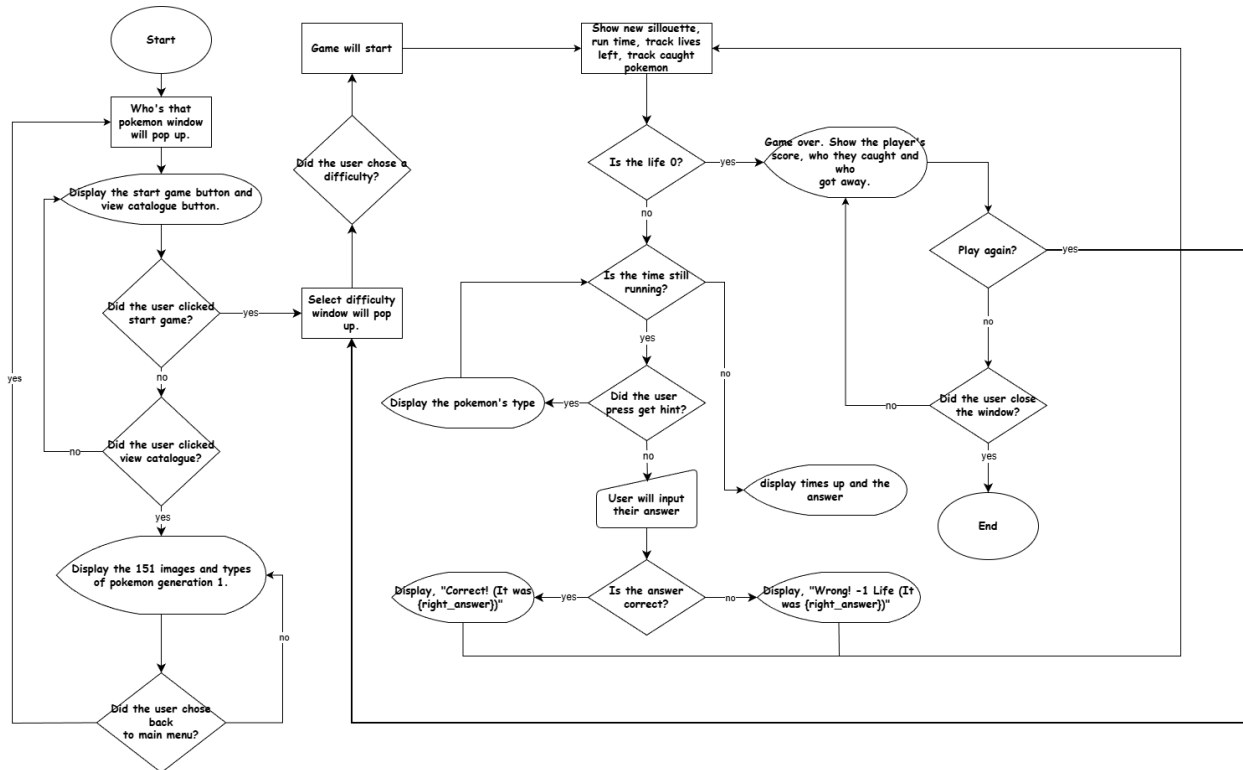 Start
Who's that
pokemon window
will pop up.
Display the start game button and
view catalogue button.
Did the user clicked
start game?
yes
no
Did the user clicked
view catalogue?
no
yes
Display the 151 images and types
of pokemon generation 1.
no
Did the user chose
back
to main menu?
yes
Select difficulty
window will pop
up.
Did the user chose a
difficulty?
Game will start
Show new sillouette,
run time, track lives
left, track caught
pokemon
Is the life 0?
yes
no
Game over. Show the player's
score, who they caught and
who
got away.
Play again?
yes
no
Did the user close
the window?
no
yes
End
Is the time still
running?
yes
no
Did the user
press get hint?
yes
Display the pokemon's type
no
User will input
their answer
display times up and the
answer
Is the answer
correct?
yes
no
Display, "Correct! (It was
{right_answer})"
Display, "Wrong! -1 Life (It
was {right_answer})"